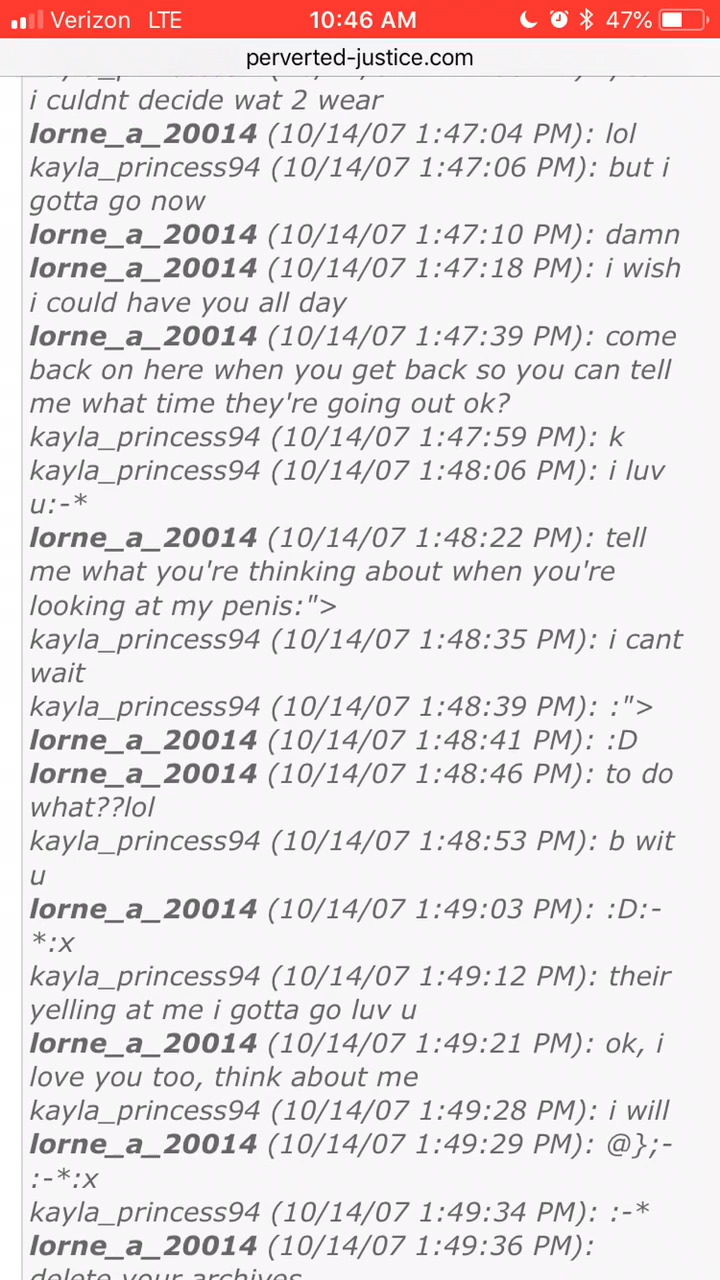 Verizon LTE 10:46 AM 47%
perverted-justice.com
i culdnt decide wat 2 wear
lorne_a_20014 (10/14/07 1:47:04 PM): lol
kayla_princess94 (10/14/07 1:47:06 PM): but i
gotta go now
lorne_a_20014 (10/14/07 1:47:10 PM): damn
lorne_a_20014 (10/14/07 1:47:18 PM): i wish
i could have you all day
lorne_a_20014 (10/14/07 1:47:39 PM): come
back on here when you get back so you can tell
me what time they're going out ok?
kayla_princess94 (10/14/07 1:47:59 PM): k
kayla_princess94 (10/14/07 1:48:06 PM): i luv
u:-*
lorne_a_20014 (10/14/07 1:48:22 PM): tell
me what you're thinking about when you're
looking at my penis:">
kayla_princess94 (10/14/07 1:48:35 PM): i cant
wait
kayla_princess94 (10/14/07 1:48:39 PM): :">
lorne_a_20014 (10/14/07 1:48:41 PM): :D
lorne_a_20014 (10/14/07 1:48:46 PM): to do
what??lol
kayla_princess94 (10/14/07 1:48:53 PM): b wit
u
lorne_a_20014 (10/14/07 1:49:03 PM): :D:-
*:x
kayla_princess94 (10/14/07 1:49:12 PM): their
yelling at me i gotta go luv u
lorne_a_20014 (10/14/07 1:49:21 PM): ok, i
love you too, think about me
kayla_princess94 (10/14/07 1:49:28 PM): i will
lorne_a_20014 (10/14/07 1:49:29 PM): @};-
:-*:x
kayla_princess94 (10/14/07 1:49:34 PM): :-*
lorne_a_20014 (10/14/07 1:49:36 PM):
delete your archives